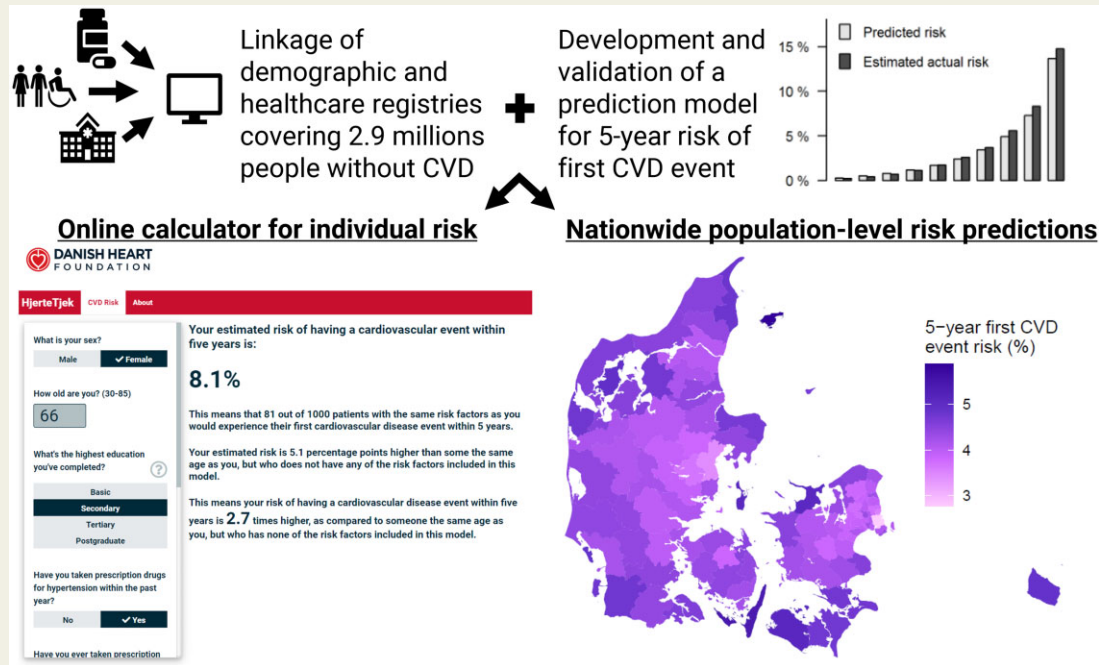 Linkage of
demographic and
healthcare registries
covering 2.9 millions
people without CVD
Development and
validation of a
prediction model
for 5-year risk of
first CVD event
Predicted risk
Estimated actual risk
15 %
10 %
5 %
0 %
Online calculator for individual risk
DANISH HEART
FOUNDATION
HjerteTjek CVD Risk About
What is your sex?
Male ✔ Female
How old are you? (30-85)
66
What's the highest education
you've completed? ?
Basic
Secondary
Tertiary
Postgraduate
Have you taken prescription drugs
for hypertension within the past
year?
No ✔ Yes
Have you ever taken prescription
Your estimated risk of having a cardiovascular event within
five years is:
8.1%
This means that 81 out of 1000 patients with the same risk factors as you
would experience their first cardiovascular disease event within 5 years.
Your estimated risk is 5.1 percentage points higher than some the same
age as you, but who does not have any of the risk factors included in this
model.
This means your risk of having a cardiovascular disease event within five
years is 2.7 times higher, as compared to someone the same age as
you, but who has none of the risk factors included in this model.
Nationwide population-level risk predictions
5-year first CVD
event risk (%)
5
4
3